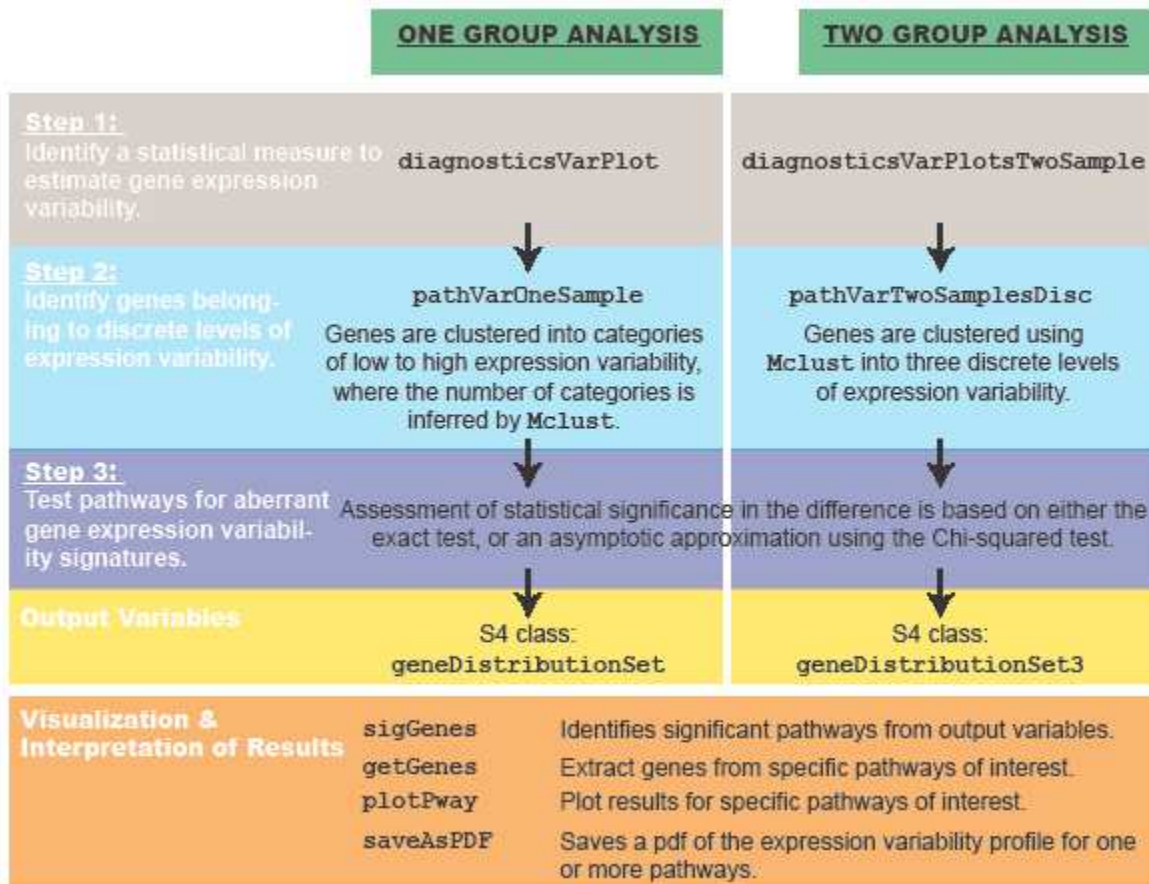 ONE GROUP ANALYSIS
TWO GROUP ANALYSIS
Step 1:
Identify a statistical measure to
estimate gene expression
variability.
diagnosticsVarPlot
diagnosticsVarPlotsTwoSample
Step 2:
Identify genes belong-
ing to discrete levels of
expression variability.
pathVarOneSample
Genes are clustered into categories
of low to high expression variability,
where the number of categories is
inferred by Mclust.
pathVarTwoSamplesDisc
Genes are clustered using
Mclust into three discrete levels
of expression variability.
Step 3:
Test pathways for aberrant
gene expression variabil-
ity signatures.
Assessment of statistical significance in the difference is based on either the
exact test, or an asymptotic approximation using the Chi-squared test.
Output Variables
S4 class:
geneDistributionSet
S4 class:
geneDistributionSet3
Visualization &
Interpretation of Results
sigGenes Identifies significant pathways from output variables.
getGenes Extract genes from specific pathways of interest.
plotPway Plot results for specific pathways of interest.
saveAsPDF Saves a pdf of the expression variability profile for one
or more pathways.